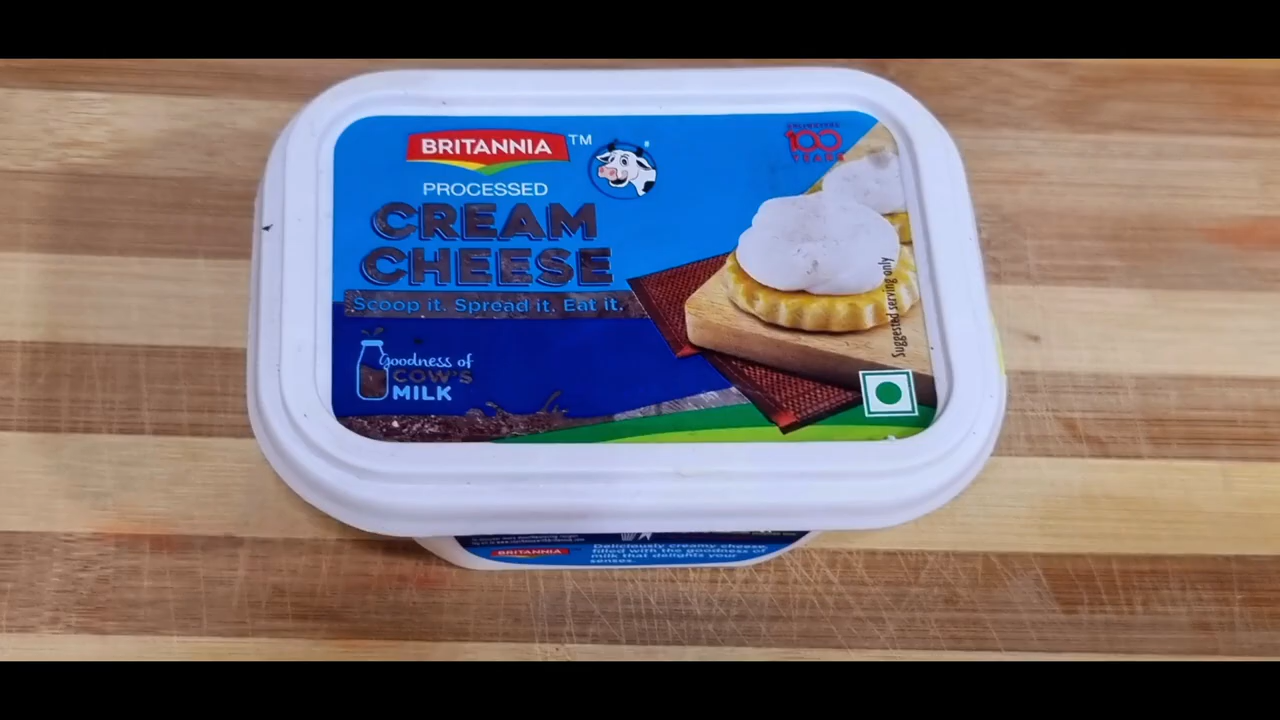 BRITANNIA TM
100
YEARS
PROCESSED
CREAM
CHEESE
Scoop it. Spread it. Eat it.
Suggested serving only
Goodness of
COW'S
MILK
BRITANNIA
Deliciously creamy cheese,
filled with the goodness of
milk that delights your
senses.